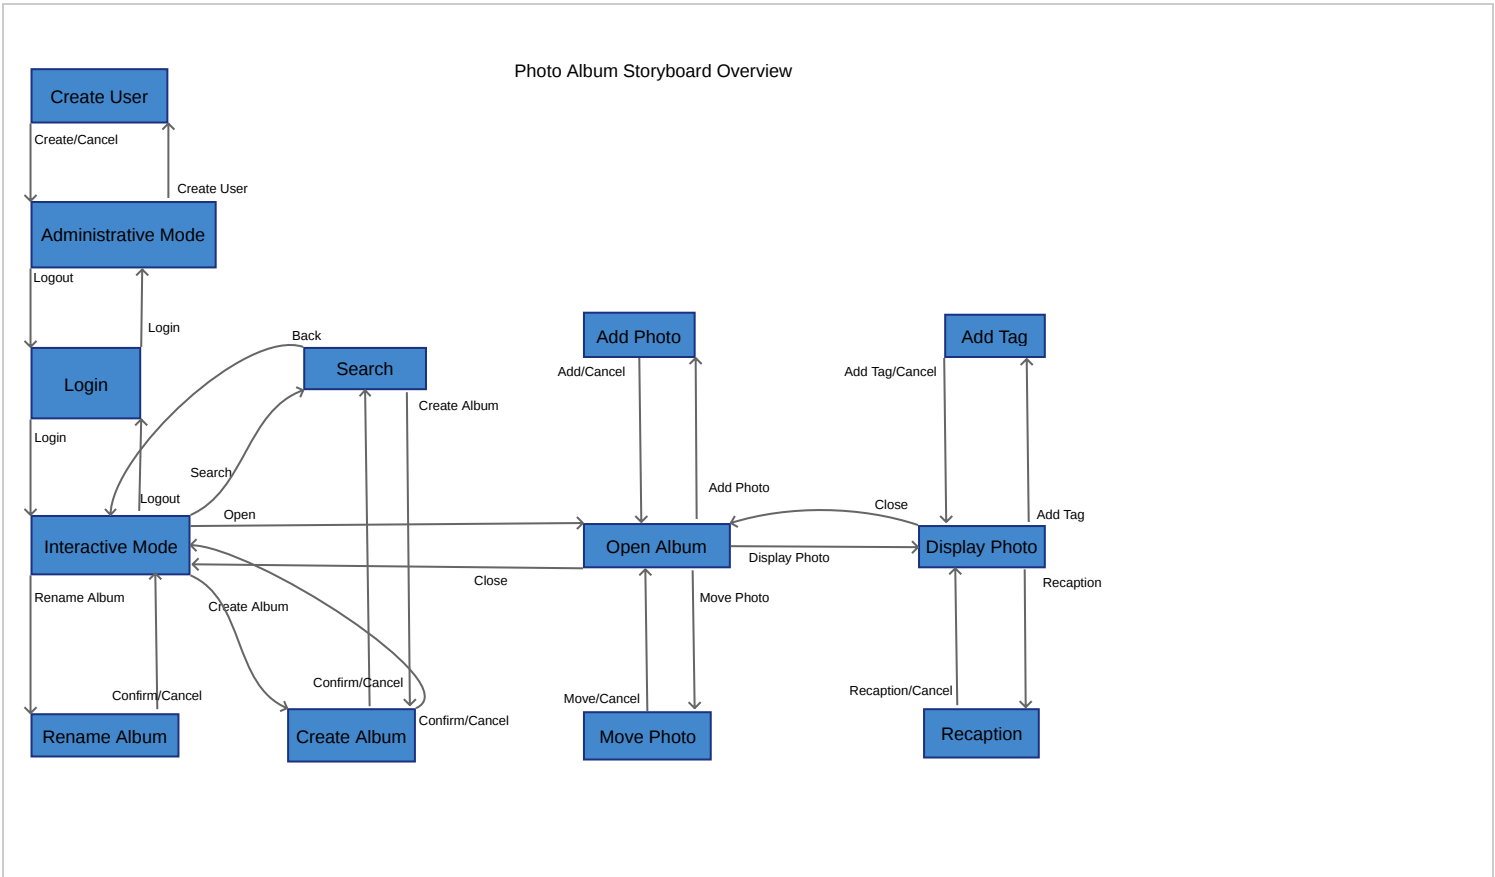 Photo Album Storyboard Overview
Create User
Create/Cancel
Create User
Administrative Mode
Logout
Login
Login
Login
Logout
Back
Search
Search
Create Album
Interactive Mode
Open
Close
Rename Album
Create Album
Confirm/Cancel
Confirm/Cancel
Confirm/Cancel
Rename Album
Create Album
Add Photo
Add/Cancel
Add Photo
Open Album
Close
Display Photo
Move Photo
Move/Cancel
Move Photo
Add Tag
Add Tag/Cancel
Add Tag
Display Photo
Recaption
Recaption/Cancel
Recaption